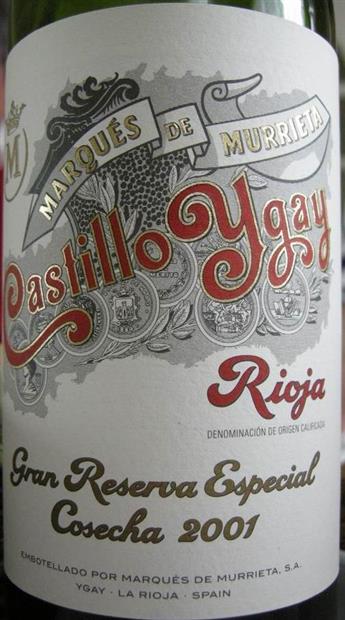 M
MARQUÉS DE MURRIETA
Castillo Ygay
MERITO
Rioja
DENOMINACIÓN DE ORIGEN CALIFICADA
Gran Reserva Especial
Cosecha 2001
EMBOTELLADO POR MARQUÉS DE MURRIETA, S.A.
YGAY - LA RIOJA - SPAIN